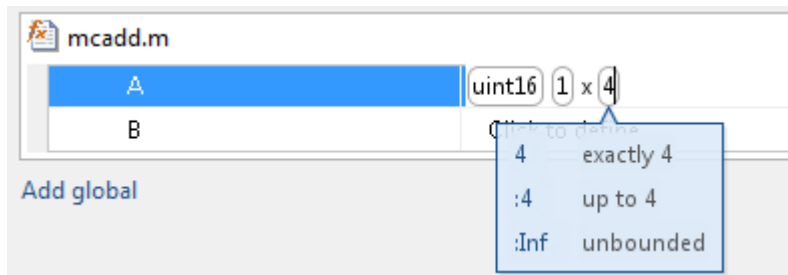 mcadd.m
A uint16 1 x 4
B Click to define
4 exactly 4
:4 up to 4
:Inf unbounded
Add global